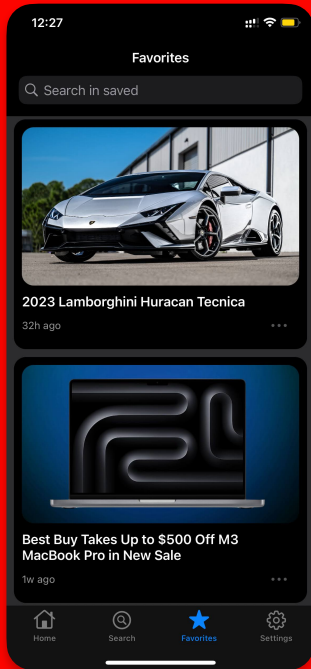 12:27
Favorites
Search in saved
2023 Lamborghini Huracan Tecnica
32h ago
Best Buy Takes Up to $500 Off M3
MacBook Pro in New Sale
1w ago
Home Search Favorites Settings